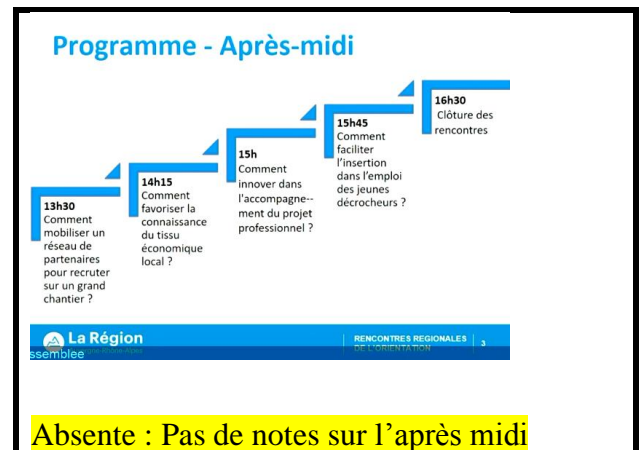 Programme - Après-midi
13h30
Comment
mobiliser un
réseau de
partenaires
pour recruter
sur un grand
chantier ?
14h15
Comment
favoriser la
connaissance
du tissu
économique
local ?
15h
Comment
innover dans
l'accompagne--
ment du projet
professionnel ?
15h45
Comment
faciliter
l'insertion
dans l'emploi
des jeunes
décrocheurs ?
16h30
Clôture des
rencontres
La Région
ssemblee
RENCONTRES REGIONALES
DE L'ORIENTATION
3
Absente : Pas de notes sur l'après midi